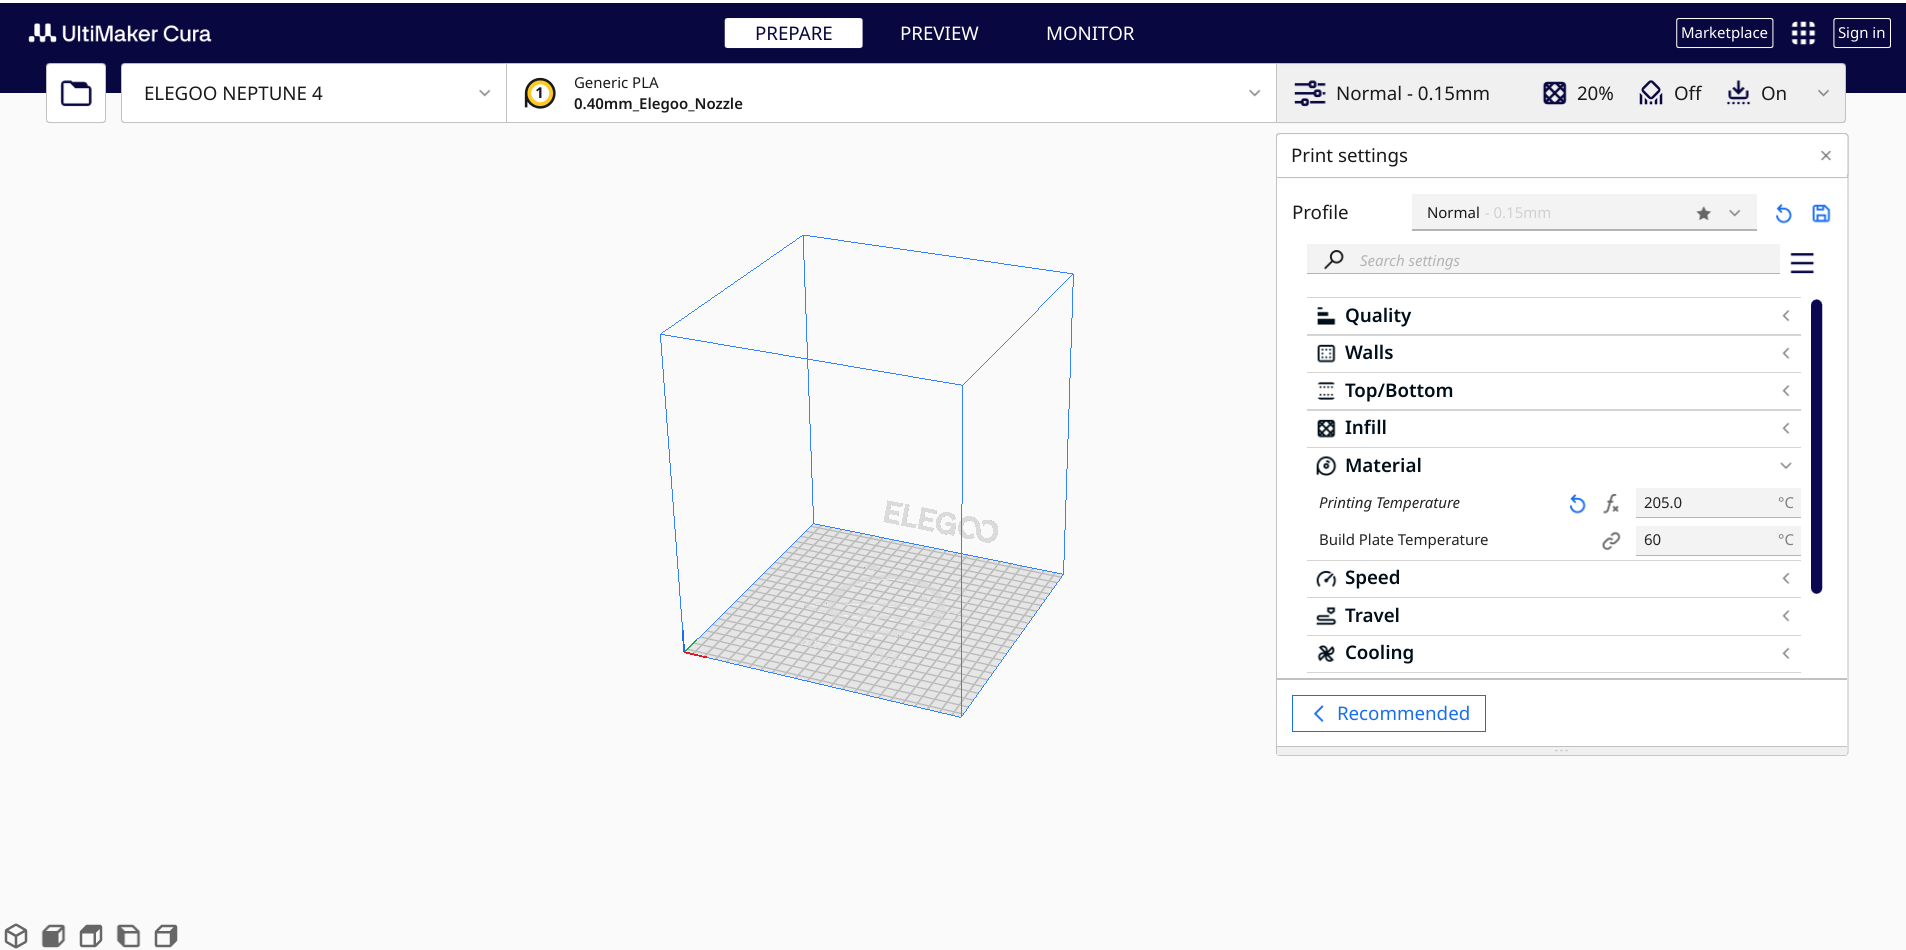 UltiMaker Cura
PREPARE
PREVIEW
MONITOR
Marketplace
Sign in
ELEGOO NEPTUNE 4
1
Generic PLA
0.40mm_Elegoo_Nozzle
Normal - 0.15mm
20%
Off
On
Print settings
Profile
Normal - 0.15mm
Search settings
Quality
Walls
Top/Bottom
Infill
Material
Printing Temperature
205.0 °C
Build Plate Temperature
60 °C
Speed
Travel
Cooling
Recommended
ELEGOO